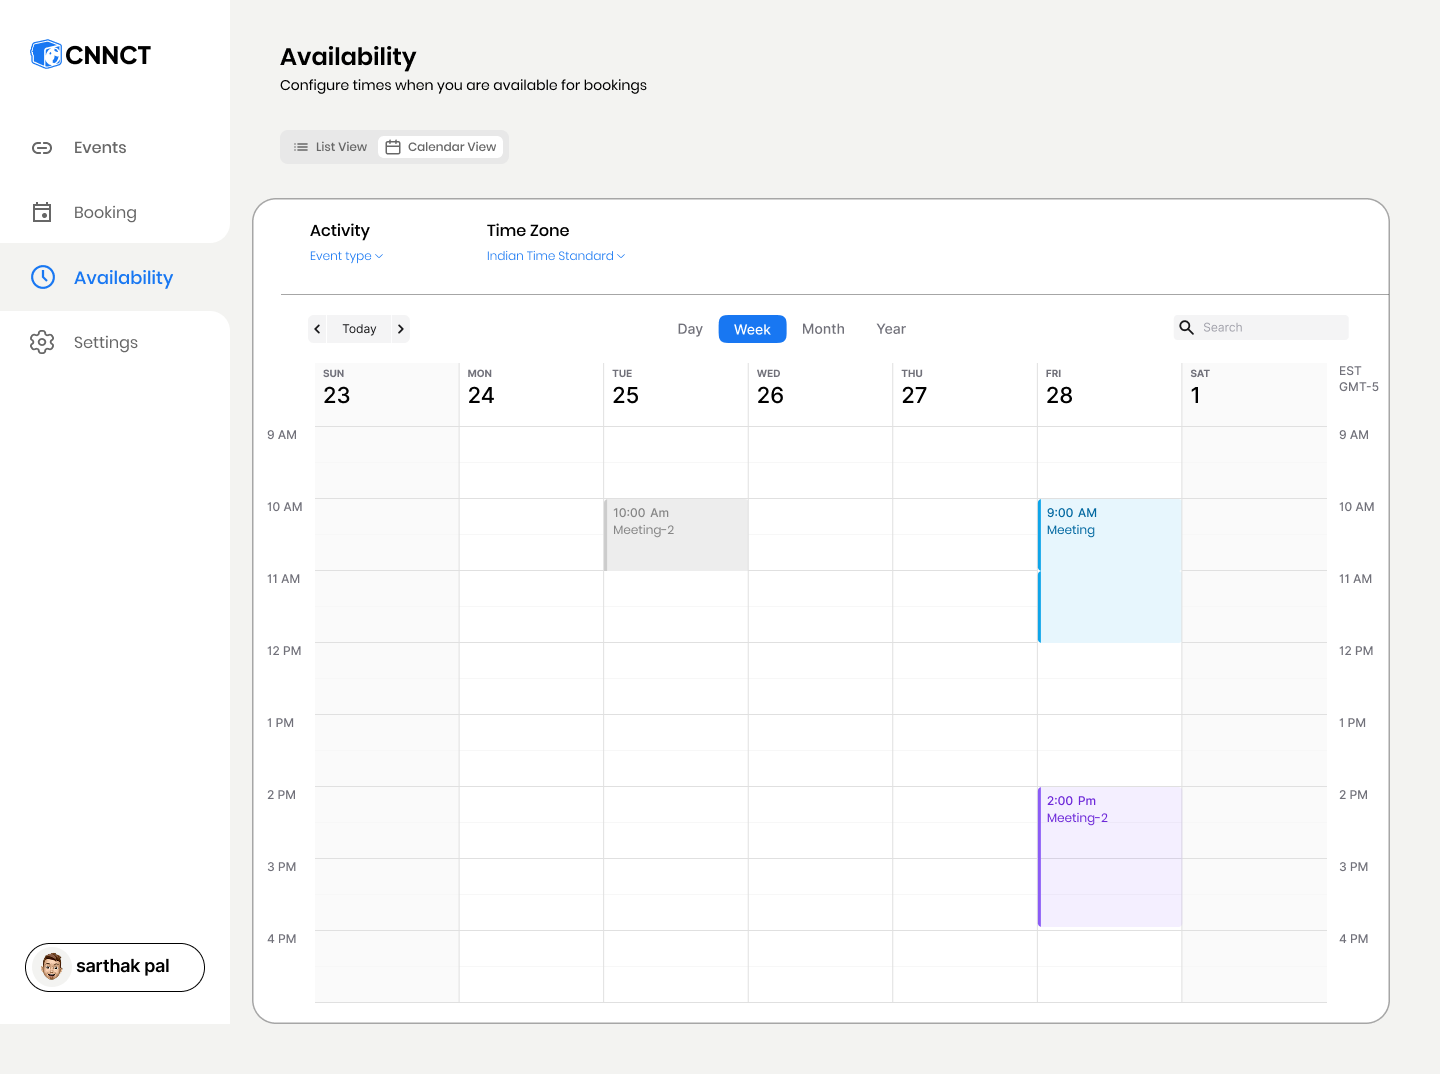 CNNCT
Events
Booking
Availability
Settings
sarthak pal
Availability
Configure times when you are available for bookings
List View
Calendar View
Activity
Event type
Time Zone
Indian Time Standard
Today
Day
Week
Month
Year
Search
SUN
23
MON
24
TUE
25
WED
26
THU
27
FRI
28
SAT
1
EST
GMT-5
9 AM
9 AM
10 AM
10:00 Am
Meeting-2
9:00 AM
Meeting
10 AM
11 AM
11 AM
12 PM
12 PM
1 PM
1 PM
2 PM
2:00 Pm
Meeting-2
2 PM
3 PM
3 PM
4 PM
4 PM